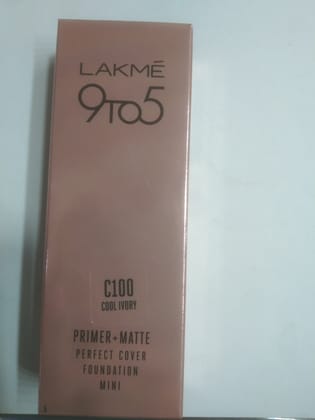 LAKMÉ
9TO5
C100
COOL IVORY
PRIMER+MATTE
PERFECT COVER
FOUNDATION
MINI